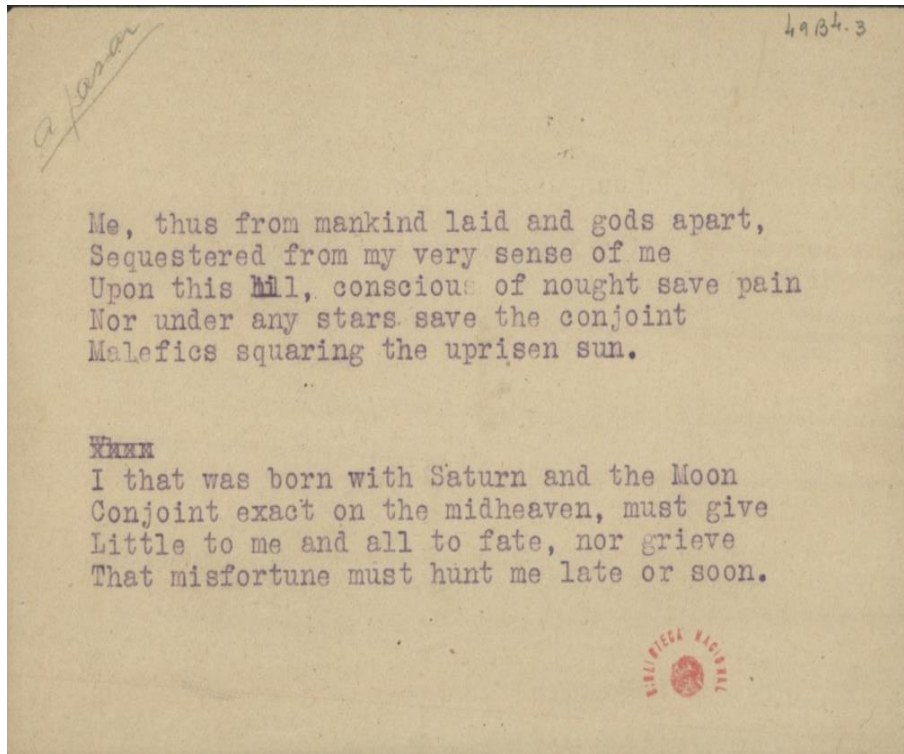 49B4.3
Me, thus from mankind laid and gods apart,
Sequestered from my very sense of me
Upon this hill, conscious of nought save pain
Nor under any stars save the conjoint
Malefics squaring the uprisen sun.
I that was born with Saturn and the Moon
Conjoint exact on the midheaven, must give
Little to me and all to fate, nor grieve
That misfortune must hunt me late or soon.
BIBLIOTECA NACIONAL